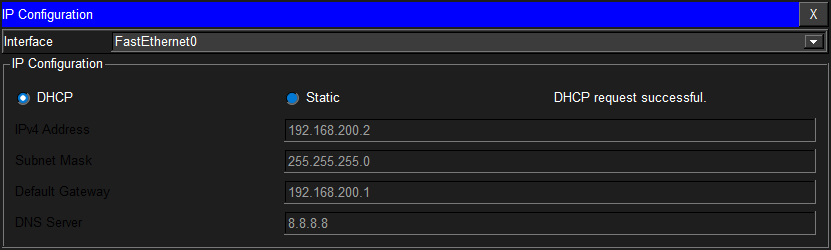 IP Configuration X
Interface FastEthernet0
IP Configuration
DHCP Static DHCP request successful.
IPv4 Address 192.168.200.2
Subnet Mask 255.255.255.0
Default Gateway 192.168.200.1
DNS Server 8.8.8.8